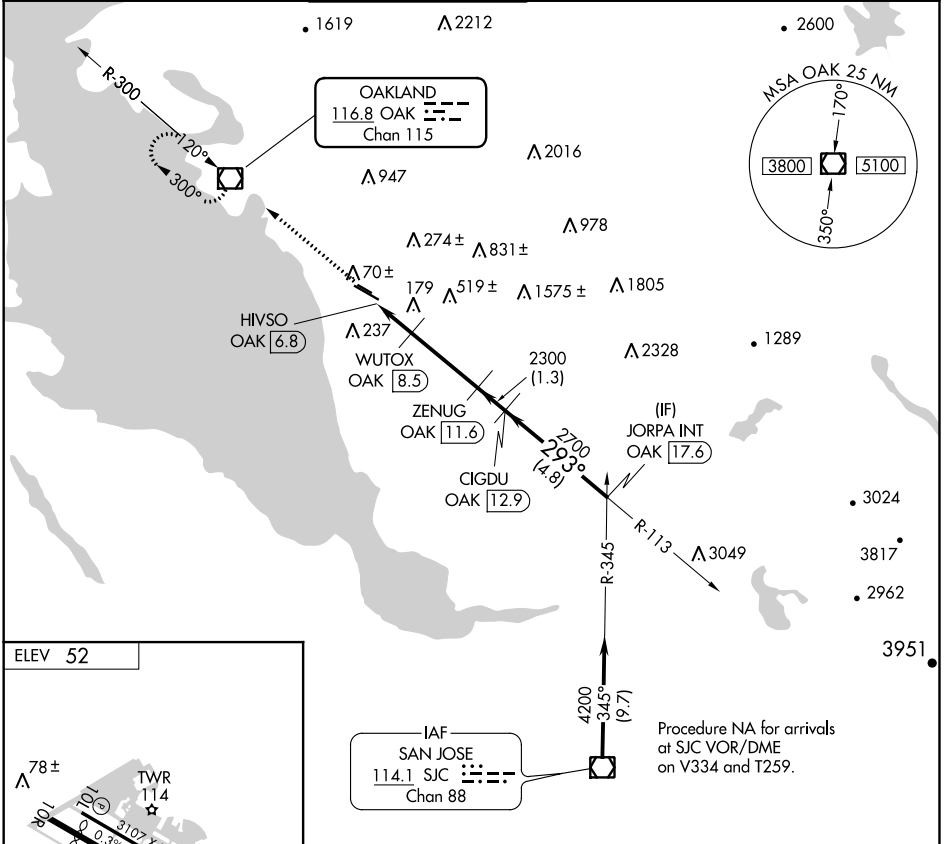 1619
2212
2600
R-300
OAKLAND
116.8 OAK
Chan 115
MSA OAK 25 NM
170°
3800
5100
350°
120°
300°
947
2016
978
274±
831±
70±
179
519±
1575±
1805
HIVSO
OAK 6.8
237
WUTOX
OAK 8.5
2328
1289
2300
(1.3)
ZENUG
OAK 11.6
(IF)
JORPA INT
OAK 17.6
2700
293°
(4.8)
CIGDU
OAK 12.9
3024
R-345
R-113
3049
3817
2962
3951
ELEV 52
4200
345°
(9.7)
IAF
SAN JOSE
114.1 SJC
Chan 88
Procedure NA for arrivals
at SJC VOR/DME
on V334 and T259.
78±
TWR
114
10L
P
10R
3107 X
0.3%